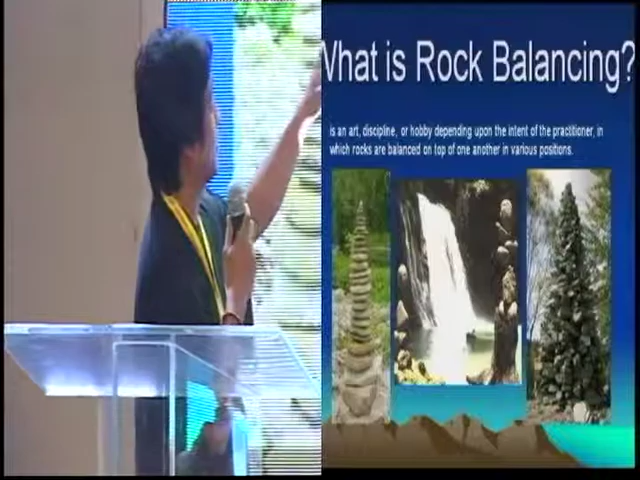 What is Rock Balancing?
is an art, discipline, or hobby depending upon the intent of the practitioner, in
which rocks are balanced on top of one another in various positions.